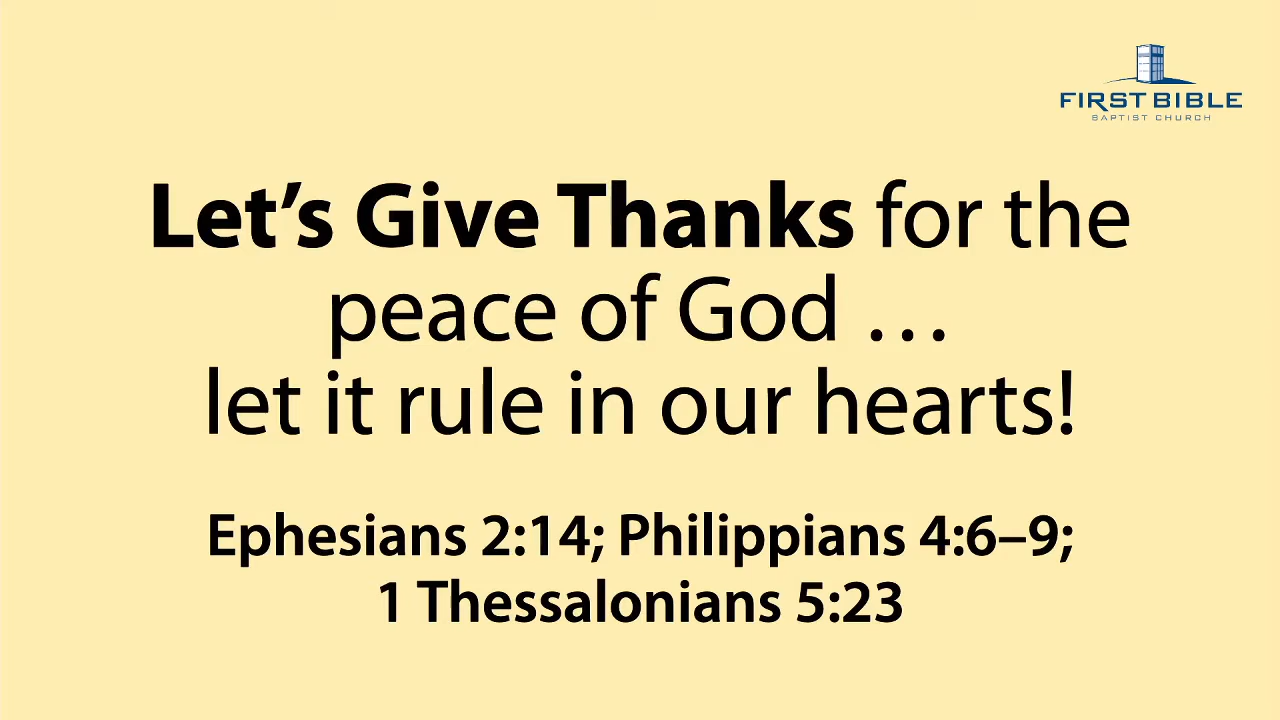 FIRST BIBLE
BAPTIST CHURCH
Let’s Give Thanks for the
peace of God …
let it rule in our hearts!
Ephesians 2:14; Philippians 4:6–9;
1 Thessalonians 5:23